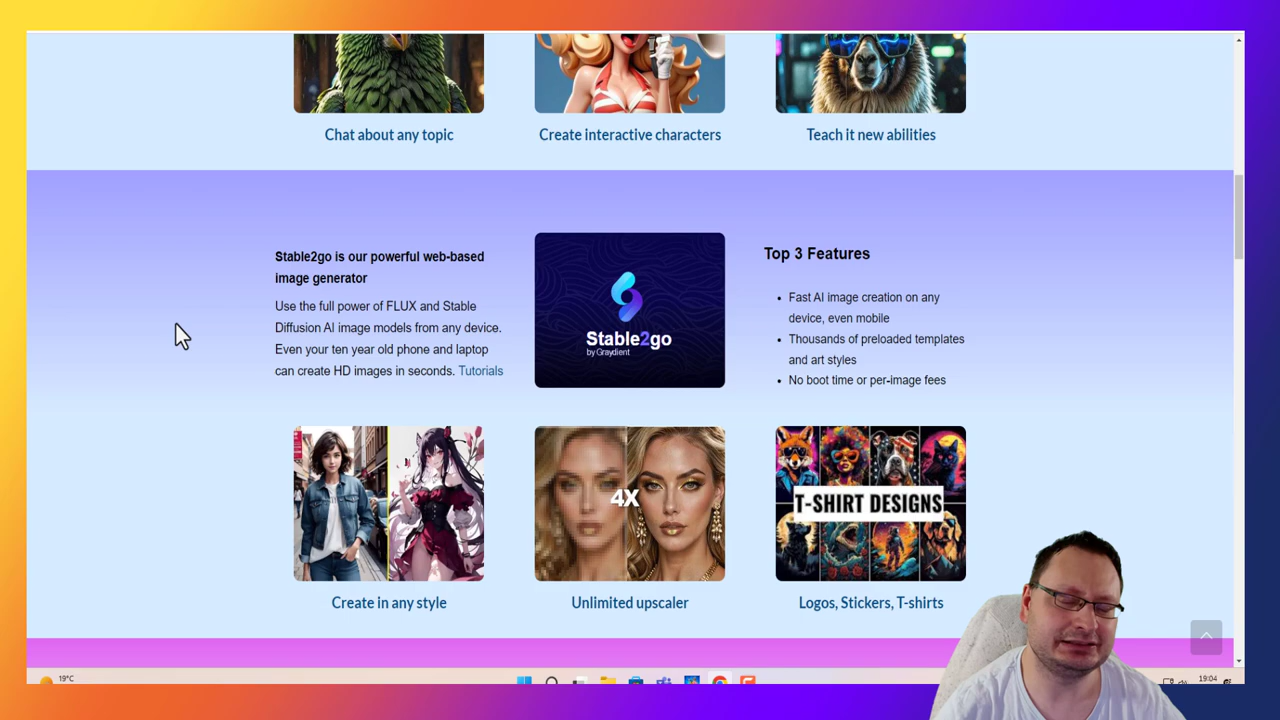 Chat about any topic
Create interactive characters
Teach it new abilities
Stable2go is our powerful web-based
image generator
Use the full power of FLUX and Stable
Diffusion AI image models from any device.
Even your ten year old phone and laptop
can create HD images in seconds. Tutorials
Stable2go
by Graydient
Top 3 Features
• Fast AI image creation on any
device, even mobile
• Thousands of preloaded templates
and art styles
• No boot time or per-image fees
4X
T-SHIRT DESIGNS
Create in any style
Unlimited upscaler
Logos, Stickers, T-shirts
19°C
19:04